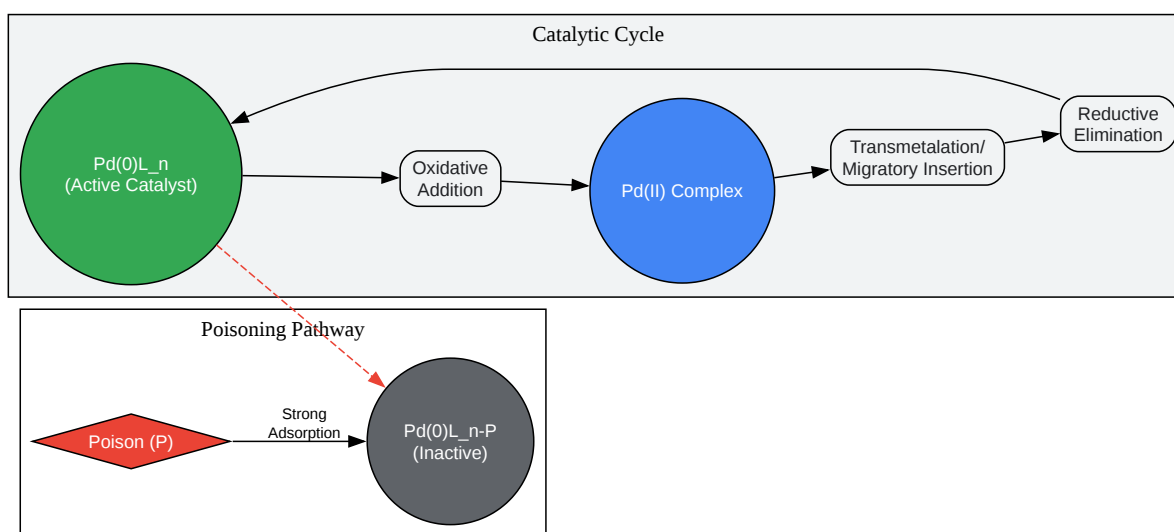 Catalytic Cycle
Pd(0)L_n
(Active Catalyst)
Oxidative
Addition
Pd(II) Complex
Transmetalation/
Migratory Insertion
Reductive
Elimination
Poisoning Pathway
Poison (P)
Strong
Adsorption
Pd(0)L_n-P
(Inactive)